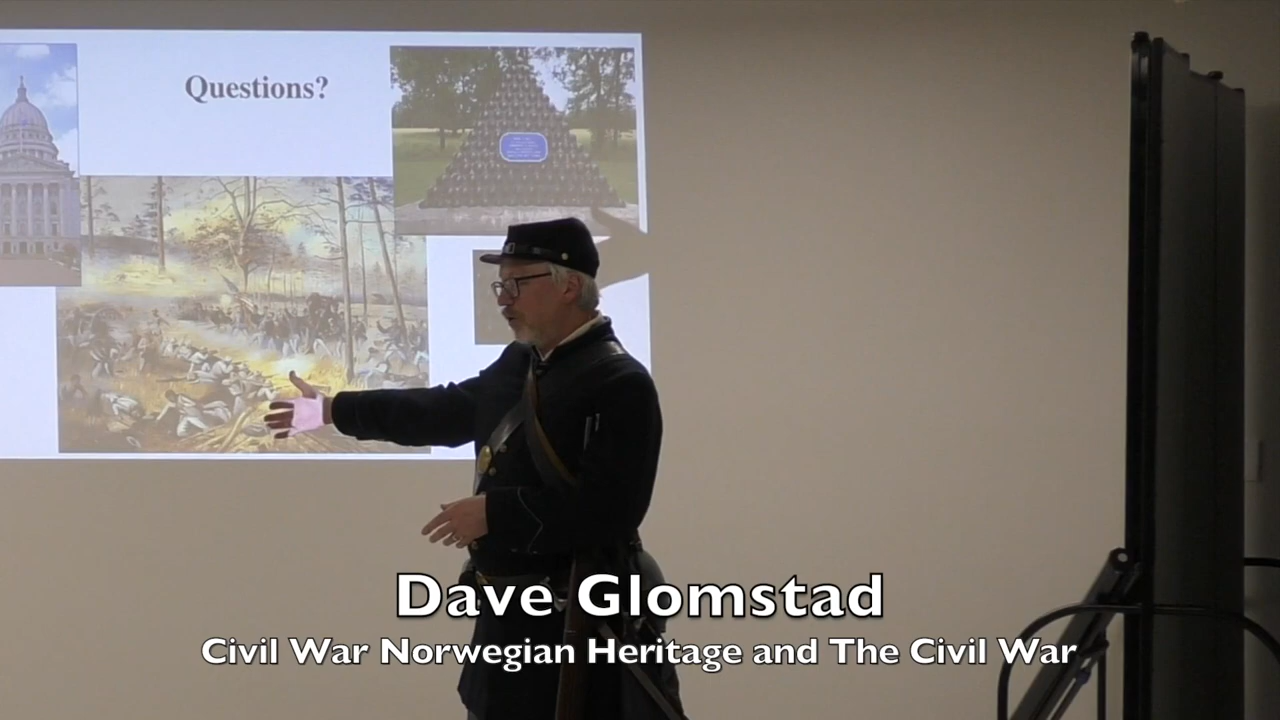 Questions?
Dave Glomstad
Civil War Norwegian Heritage and The Civil War